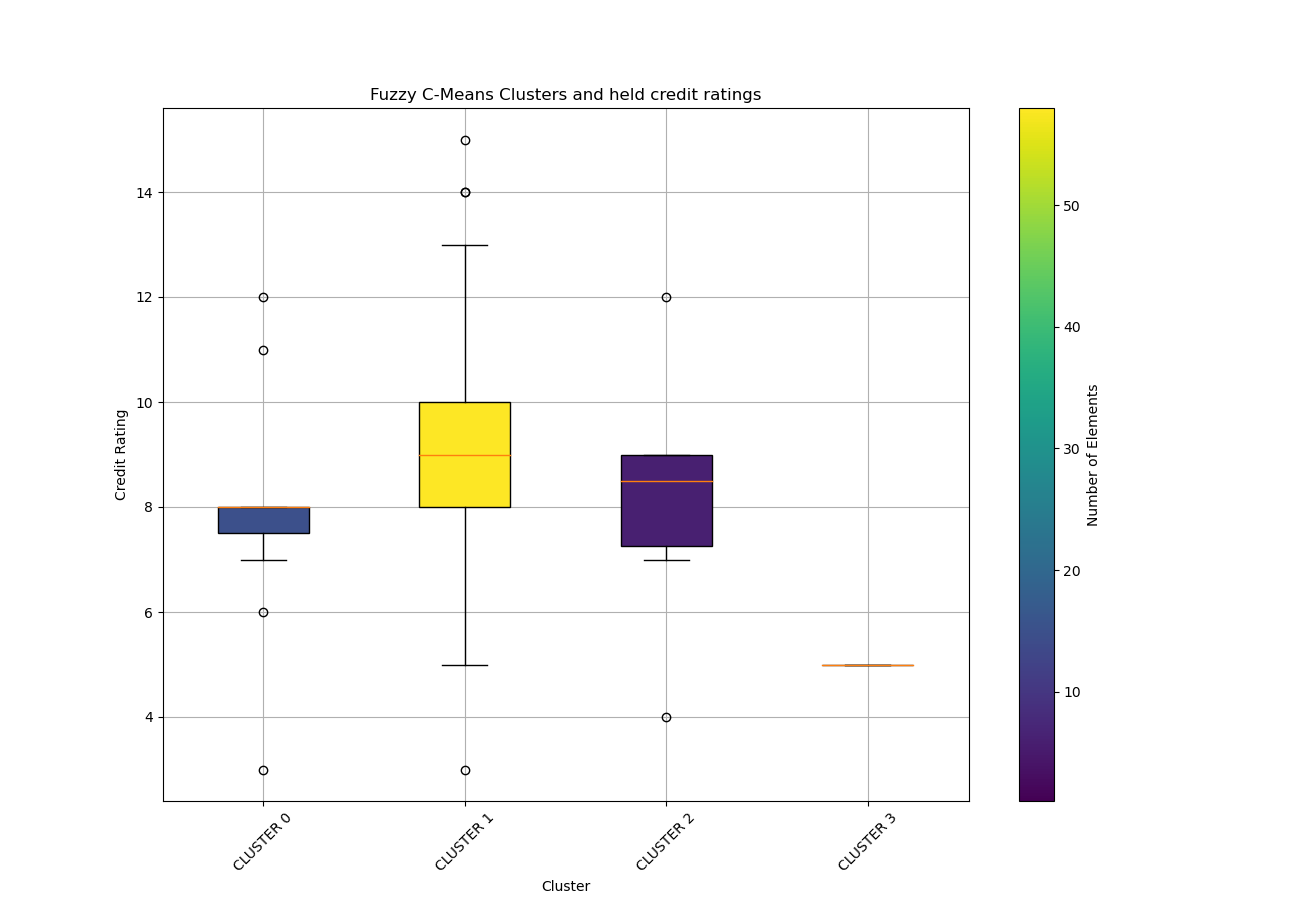 Fuzzy C-Means Clusters and held credit ratings
14
12
10
8
6
4
Credit Rating
CLUSTER 0
CLUSTER 1
CLUSTER 2
CLUSTER 3
Cluster
50
40
30
20
10
Number of Elements